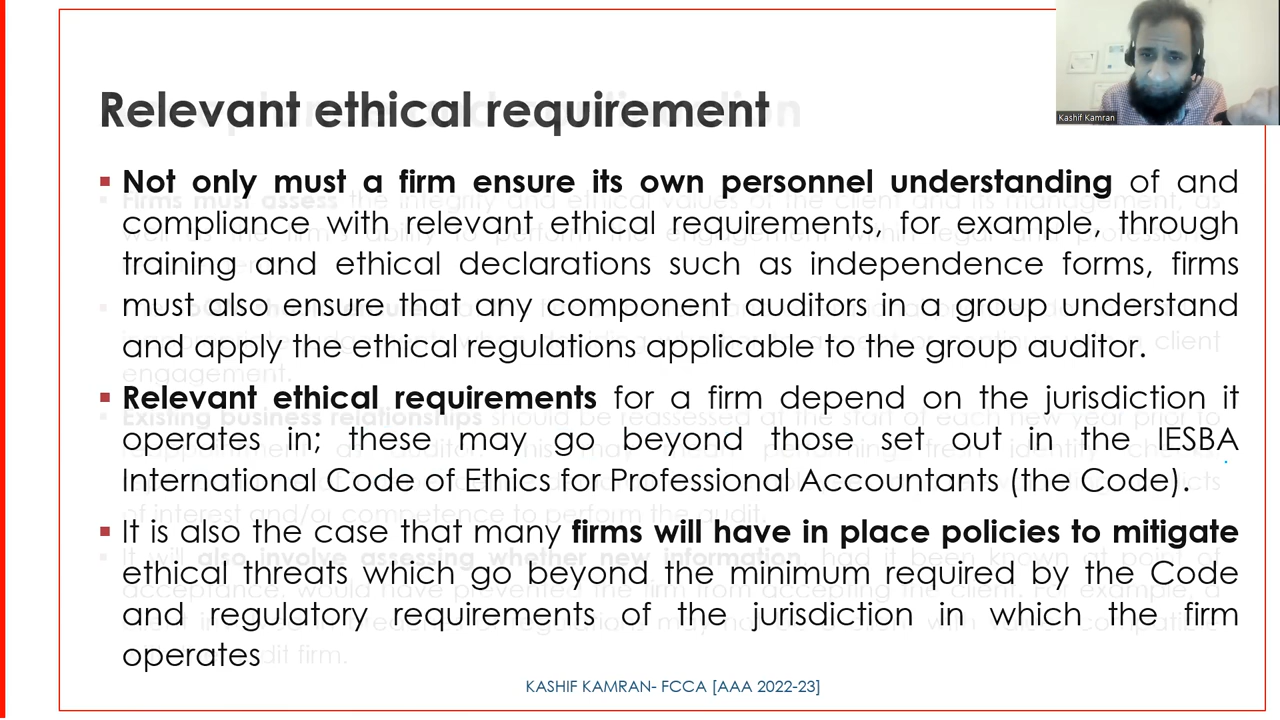 Kashif Kamran
Relevant ethical requirement
▪ Not only must a firm ensure its own personnel understanding of and
compliance with relevant ethical requirements, for example, through
training and ethical declarations such as independence forms, firms
must also ensure that any component auditors in a group understand
and apply the ethical regulations applicable to the group auditor.
▪ Relevant ethical requirements for a firm depend on the jurisdiction it
operates in; these may go beyond those set out in the IESBA
International Code of Ethics for Professional Accountants (the Code).
▪ It is also the case that many firms will have in place policies to mitigate
ethical threats which go beyond the minimum required by the Code
and regulatory requirements of the jurisdiction in which the firm
operates
KASHIF KAMRAN- FCCA [AAA 2022-23]